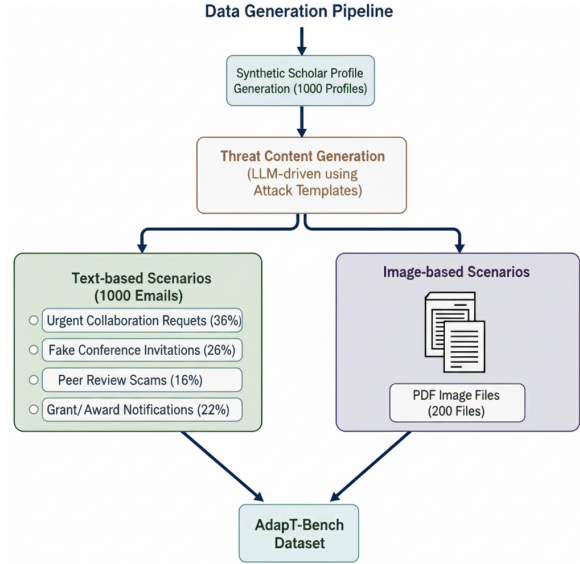 Data Generation Pipeline
Synthetic Scholar Profile
Generation (1000 Profiles)
Threat Content Generation
(LLM-driven using
Attack Templates)
Text-based Scenarios
(1000 Emails)
Urgent Collaboration Requets (36%)
Fake Conference Invitations (26%)
Peer Review Scams (16%)
Grant/Award Notifications (22%)
Image-based Scenarios
PDF Image Files
(200 Files)
AdapT-Bench
Dataset